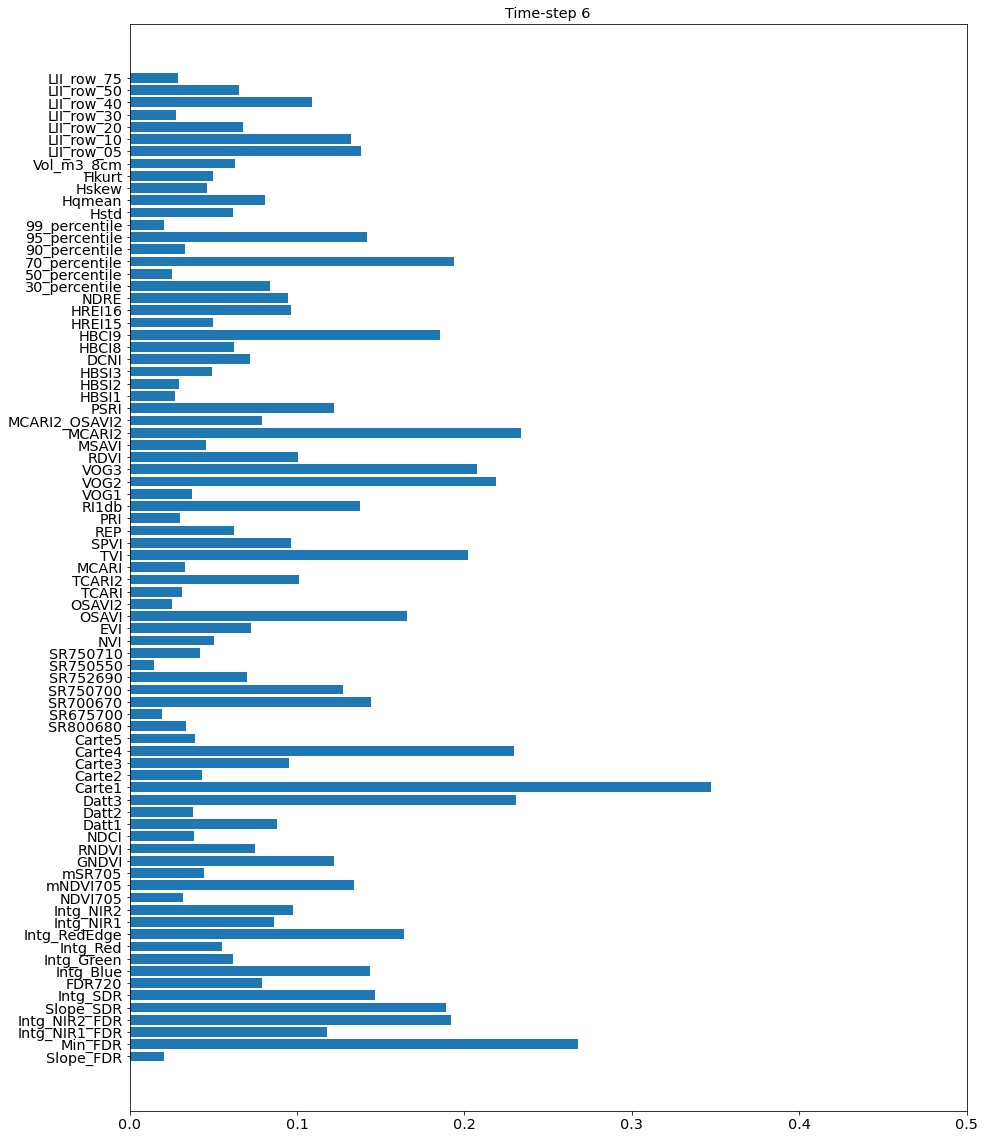 Time-step 6
LII_row_75
LII_row_50
LII_row_40
LII_row_30
LII_row_20
LII_row_10
LII_row_05
Vol_m3_8cm
Hkurt
Hskew
Hqmean
Hstd
99_percentile
95_percentile
90_percentile
70_percentile
50_percentile
30_percentile
NDRE
HREI16
HREI15
HBCI9
HBCI8
DCNI
HBSI3
HBSI2
HBSI1
PSRI
MCARI2_OSAVI2
MCARI2
MSAVI
RDVI
VOG3
VOG2
VOG1
RI1db
PRI
REP
SPVI
TVI
MCARI
TCARI2
TCARI
OSAVI2
OSAVI
EVI
NVI
SR750710
SR750550
SR752690
SR750700
SR700670
SR675700
SR800680
Carte5
Carte4
Carte3
Carte2
Carte1
Datt3
Datt2
Datt1
NDCI
RNDVI
GNDVI
mSR705
mNDVI705
NDVI705
Intg_NIR2
Intg_NIR1
Intg_RedEdge
Intg_Red
Intg_Green
Intg_Blue
FDR720
Intg_SDR
Slope_SDR
Intg_NIR2_FDR
Intg_NIR1_FDR
Min_FDR
Slope_FDR
0.0 0.1 0.2 0.3 0.4 0.5